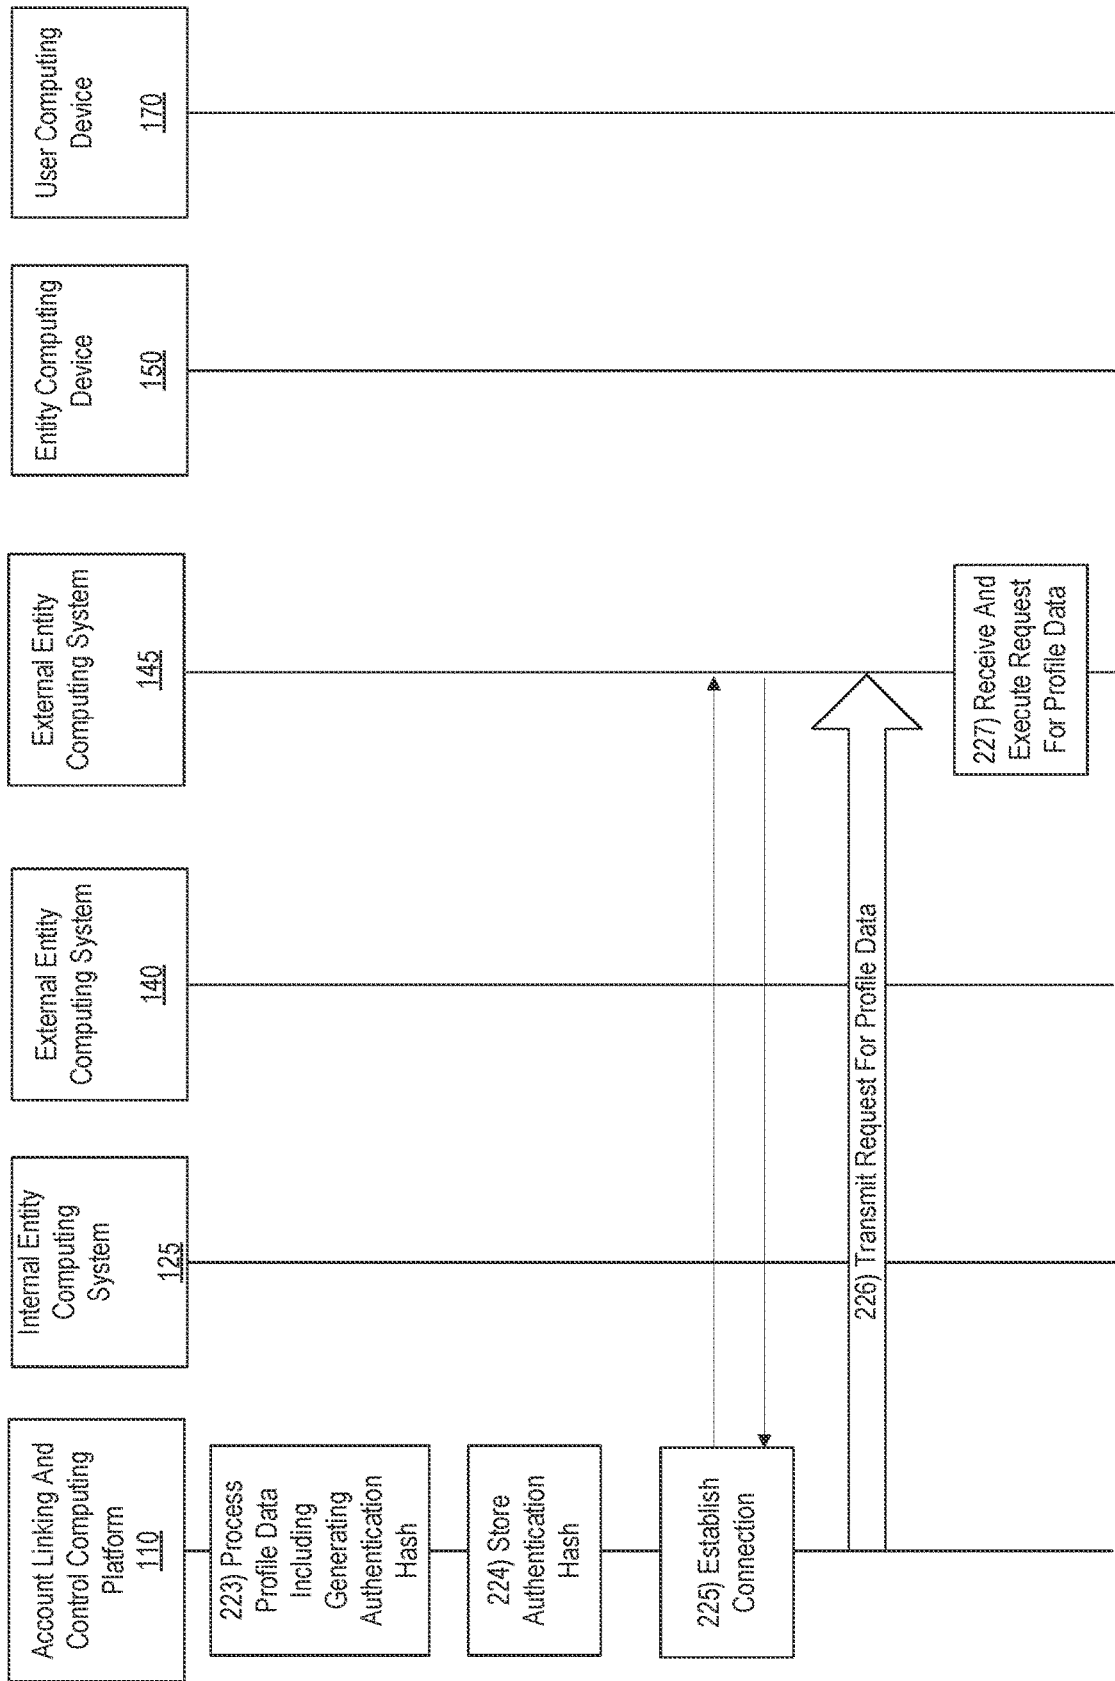 Account Linking And
Control Computing
Platform
110
Internal Entity
Computing
System
125
External Entity
Computing System
140
External Entity
Computing System
145
Entity Computing
Device
150
User Computing
Device
170
223) Process
Profile Data
Including
Generating
Authentication
Hash
224) Store
Authentication
Hash
225) Establish
Connection
226) Transmit Request For Profile Data
227) Receive And
Execute Request
For Profile Data